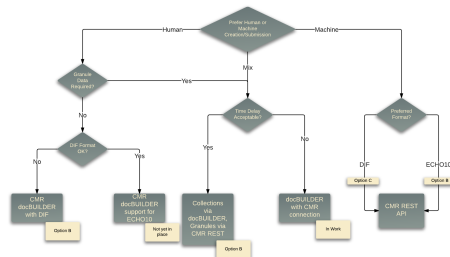 Prefer Human or
Machine
Creation/Submission
Human
Machine
Mix
Granule
Data
Required?
Yes
Time Delay
Acceptable?
Preferred
Format?
No
DIF Format
OK?
No
Yes
Yes
No
DIF
ECHO10
Option C
Option B
CMR
docBUILDER
with DIF
Option B
CMR
docBUILDER
support for
ECHO10
Not yet in
place
Collections
via
docBUILDER,
Granules via
CMR REST
Option B
docBUILDER
with CMR
connection
In Work
CMR REST
API